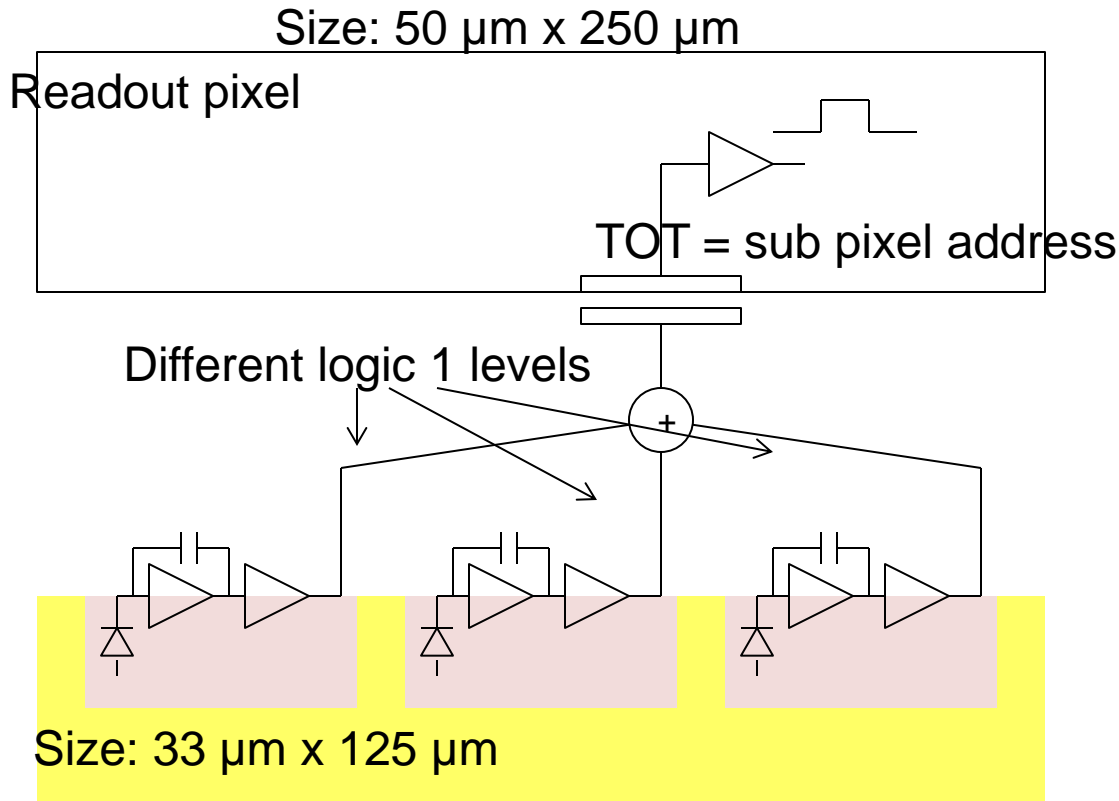 Size: 50 µm x 250 µm
Readout pixel
TOT = sub pixel address
Different logic 1 levels
+
Size: 33 µm x 125 µm